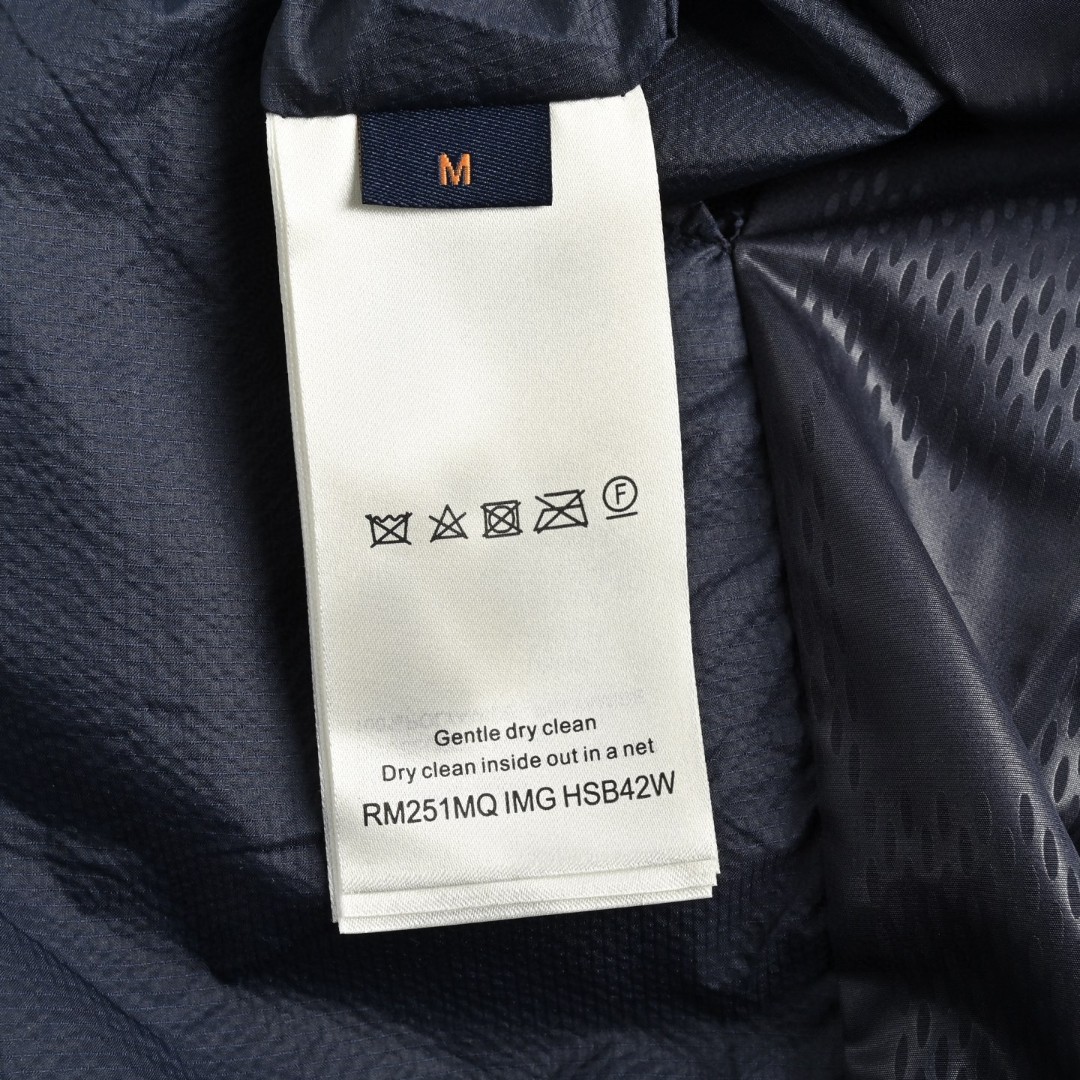 M
F
Gentle dry clean
Dry clean inside out in a net
RM251MQ IMG HSB42W